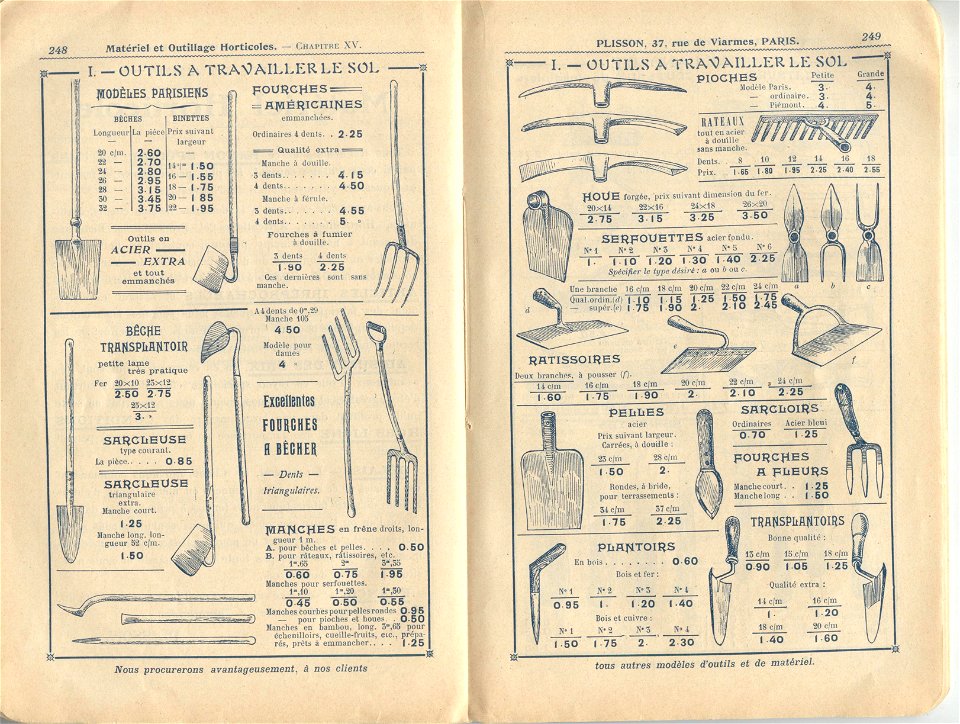 248 Matériel et Outillage Horticoles. — CHAPITRE XV.
I. — OUTILS A TRAVAILLER LE SOL
MODÈLES PARISIENS
BÊCHES BINETTES
Longueur La pièce Prix suivant
largeur
20 c/m. 2.60
22 — 2.70
24 — 2.80 14 c/m 1.50
26 — 2.95 16 — 1.55
28 — 3.15 18 — 1.75
30 — 3.45 20 — 1.85
32 — 3.75 22 — 1.95
Outils en
ACIER
EXTRA
et tout
emmanchés
FOURCHES
AMÉRICAINES
emmanchées.
Ordinaires 4 dents. . 2.25
Qualité extra
Manche à douille.
3 dents. . . . . . . 4.15
4 dents. . . . . . . 4.50
Manche à férule.
3 dents. . . . . . . 4.55
4 dents. . . . . . . 5. »
Fourches à fumier
à douille.
3 dents 4 dents
1.90 2.25
Ces dernières sont sans
manche.
BÊCHE
TRANSPLANTOIR
petite lame
très pratique
Fer 20×10 23×12
2.50 2.75
25×12
3. »
SARCLEUSE
type courant.
La pièce. . . . . 0.85
SARCLEUSE
triangulaire
extra.
Manche court.
1.25
Manche long, lon-
gueur 52 c/m.
1.50
A 4 dents de 0m,29
Manche 105
4.50
Modèle pour
dames
4 »
Excellentes
FOURCHES
A BÊCHER
— Dents —
triangulaires.
MANCHES en frêne droits, lon-
gueur 1 m.
A. pour bêches et pelles. . . . . 0.50
B. pour râteaux, râtissoires, etc.
1m,65 2m 3m,35
0.60 0.75 1.95
Manches pour serfouettes.
1m,10 1m,20 1m,50
0.45 0.50 0.55
Manches courbes pour pelles rondes 0.95
— pour pioches et houes . 0.50
Manches en bambou, long. 3m,65 pour
échenilloirs, cueille-fruits, etc., prépa-
rés, prêts à emmancher. . . . 1.25
Nous procurerons avantageusement, à nos clients
PLISSON, 37, rue de Viarmes, PARIS. 249
I. — OUTILS A TRAVAILLER LE SOL
PIOCHES Petite Grande
Modèle Paris. 3. 4.
— ordinaire. 3. 4.
— Piémont. 4. 5.
RATEAUX
tout en acier
à douille
sans manche.
Dents. . 8 10 12 14 16 18
Prix. . 1.65 1.80 1.95 2.25 2.40 2.55
HOUE forgée, prix suivant dimension du fer.
20×14 22×16 24×18 26×20
2.75 3.15 3.25 3.50
SERFOUETTES acier fondu.
Nº 1 Nº 2 Nº 3 Nº 4 Nº 5 Nº 6
1. 1.10 1.20 1.30 1.40 2.25
Spécifier le type désiré : a ou b ou c.
a b c
Une branche 16 c/m 18 c/m 20 c/m 22 c/m 24 c/m
Qual. ordin. (d) 1.10 1.15 1.25 1.50 1.75
— supér. (e) 1.75 1.90 2. 2.10 2.45
d e f
RATISSOIRES
Deux branches, à pousser (f).
14 c/m 16 c/m 18 c/m 20 c/m 22 c/m 24 c/m
1.60 1.75 1.90 2. 2.10 2.25
PELLES
acier
Prix suivant largeur.
Carrées, à douille :
23 c/m 28 c/m
1.50 2.
Rondes, à bride,
pour terrassements :
34 c/m 37 c/m
1.75 2.25
SARCLOIRS
Ordinaires Acier bleui
0.70 1.25
FOURCHES
A FLEURS
Manche court. . 1.25
Manche long . . 1.50
PLANTOIRS
En bois. . . . . . . . 0.60
Bois et fer :
Nº 1 Nº 2 Nº 3 Nº 4
0.95 1. 1.20 1.40
Bois et cuivre :
Nº 1 Nº 2 Nº 3 Nº 4
1.50 1.75 2. 2.30
TRANSPLANTOIRS
Bonne qualité :
13 c/m 15 c/m 18 c/m
0.90 1.05 1.25
Qualité extra :
14 c/m 16 c/m
1. 1.20
18 c/m 20 c/m
1.40 1.60
tous autres modèles d'outils et de matériel.